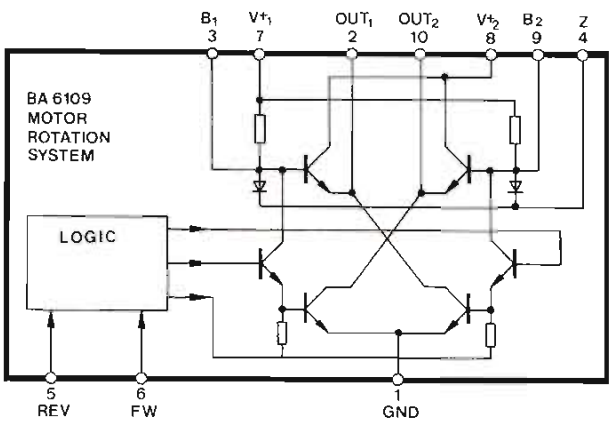 B₁ V⁺₁ OUT₁ OUT₂ V⁺₂ B₂ Z
3 7 2 10 8 9 4
BA 6109
MOTOR
ROTATION
SYSTEM
LOGIC
5 6 1
REV FW GND